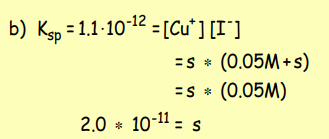 b) Ksp = 1.1·10⁻¹² = [Cu⁺] [I⁻]
= s * (0.05M + s)
= s * (0.05M)
2.0 * 10⁻¹¹ = s